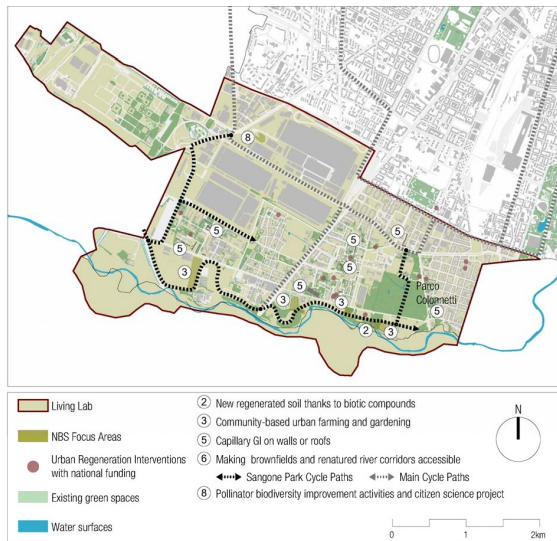 8
5
5
5
5
5
5
5
3
3
3
3
2
5
Parco
Colonnetti
Living Lab
NBS Focus Areas
Urban Regeneration Interventions
with national funding
Existing green spaces
Water surfaces
2 New regenerated soil thanks to biotic compounds
3 Community-based urban farming and gardening
5 Capillary GI on walls or roofs
6 Making brownfields and renatured river corridors accessible
Sangone Park Cycle Paths Main Cycle Paths
8 Pollinator biodiversity improvement activities and citizen science project
N
0 1 2km